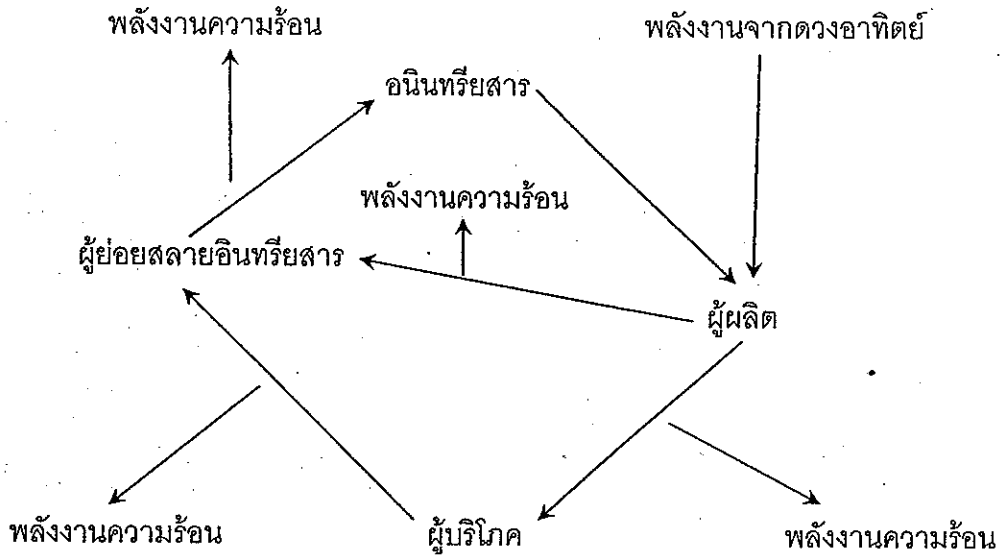 พลังงานความร้อน
พลังงานจากดวงอาทิตย์
อนินทรียสาร
พลังงานความร้อน
ผู้ย่อยสลายอินทรียสาร
ผู้ผลิต
พลังงานความร้อน
ผู้บริโภค
พลังงานความร้อน